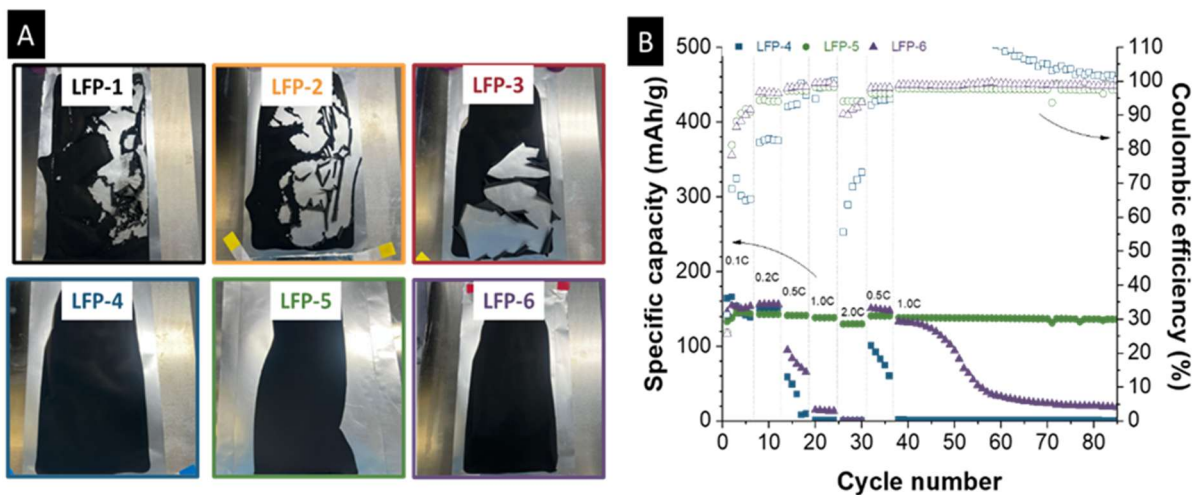 A
LFP-1
LFP-2
LFP-3
LFP-4
LFP-5
LFP-6
B
LFP-4 LFP-5 LFP-6
500
400
300
200
100
0
Specific capacity (mAh/g)
110
100
90
80
70
60
50
40
30
20
10
0
Coulombic efficiency (%)
0.1C
0.2C
0.5C
1.0C
2.0C
0.5C
1.0C
0 10 20 30 40 50 60 70 80
Cycle number